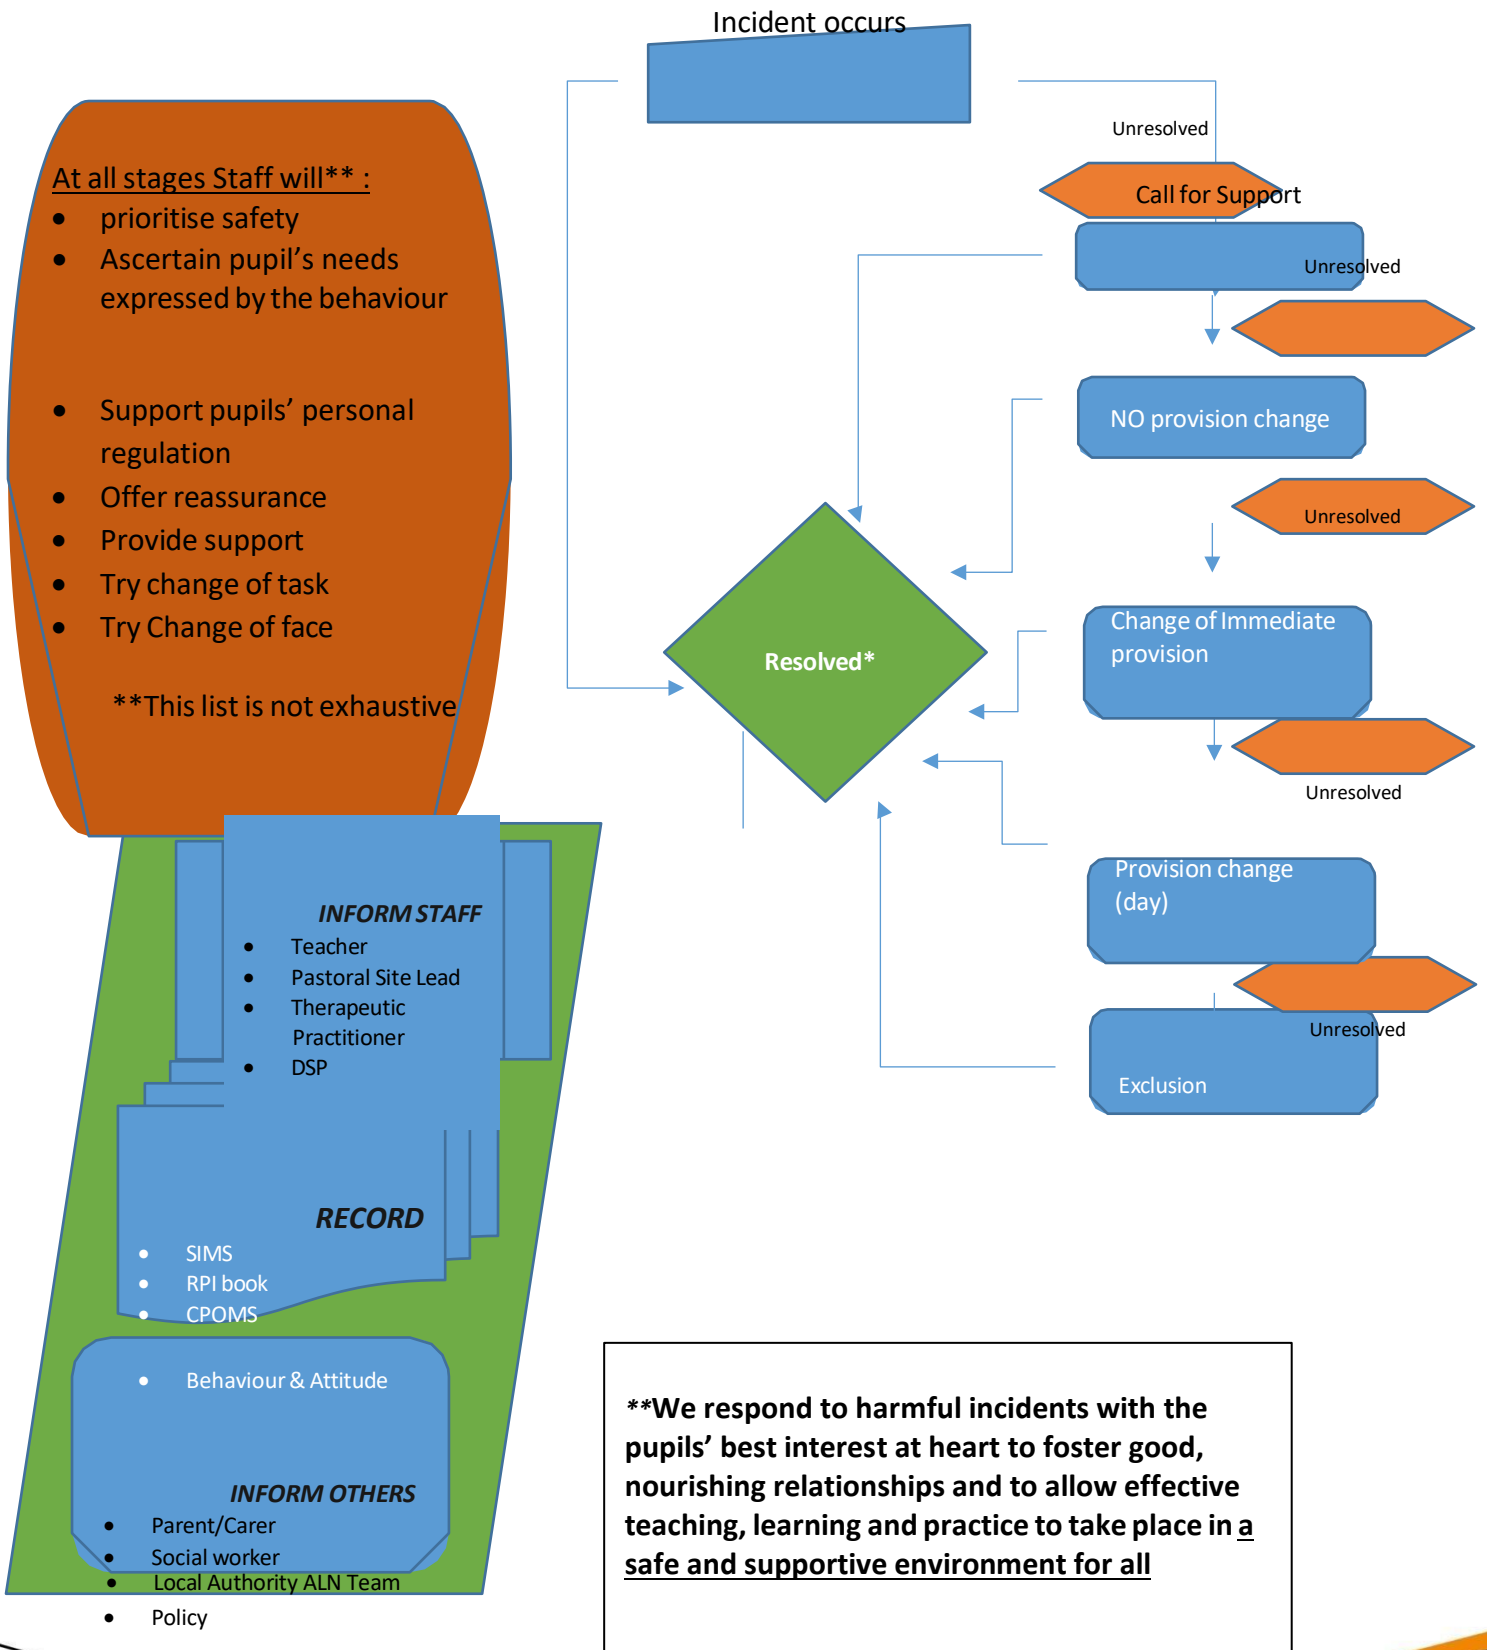 Incident occurs
Unresolved
Call for Support
Unresolved
NO provision change
Unresolved
Change of Immediate
provision
Unresolved
Provision change
(day)
Unresolved
Exclusion
Resolved*
At all stages Staff will** :
• prioritise safety
• Ascertain pupil’s needs
expressed by the behaviour
• Support pupils’ personal
regulation
• Offer reassurance
• Provide support
• Try change of task
• Try Change of face
**This list is not exhaustive
INFORM STAFF
• Teacher
• Pastoral Site Lead
• Therapeutic
Practitioner
• DSP
RECORD
• SIMS
• RPI book
• CPOMS
• Behaviour & Attitude
INFORM OTHERS
• Parent/Carer
• Social worker
• Local Authority ALN Team
• Policy
**We respond to harmful incidents with the
pupils’ best interest at heart to foster good,
nourishing relationships and to allow effective
teaching, learning and practice to take place in a
safe and supportive environment for all